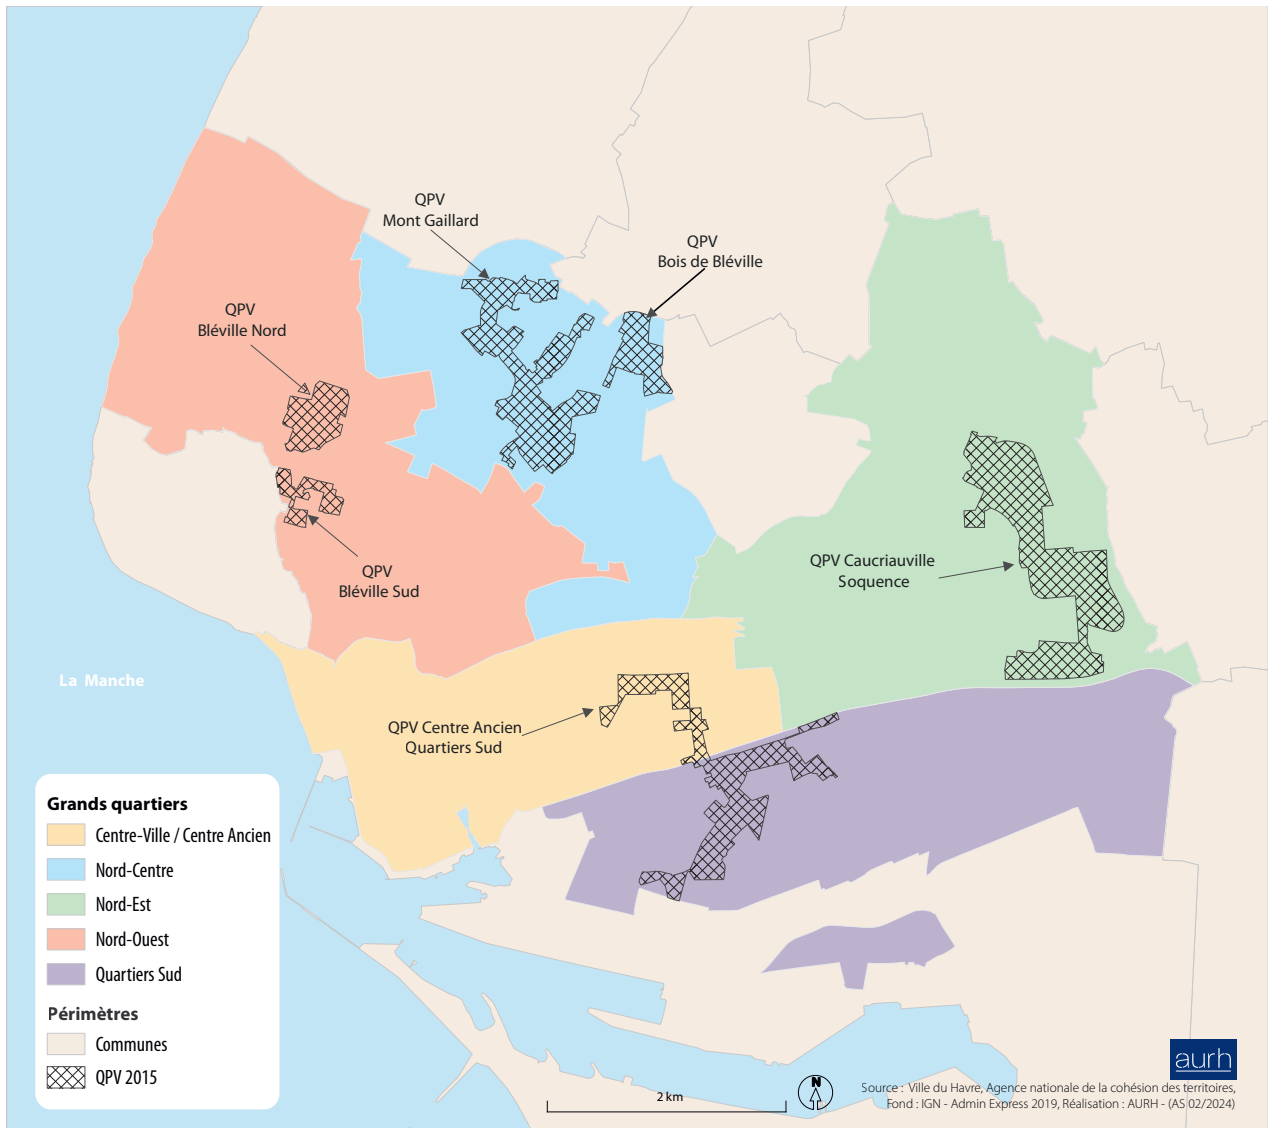 QPV
Mont Gaillard
QPV
Bois de Bléville
QPV
Bléville Nord
QPV
Bléville Sud
QPV Caucriauville
Soquence
La Manche
QPV Centre Ancien
Quartiers Sud
Grands quartiers
Centre-Ville / Centre Ancien
Nord-Centre
Nord-Est
Nord-Ouest
Quartiers Sud
Périmètres
Communes
QPV 2015
2 km
N
aurh
Source : Ville du Havre, Agence nationale de la cohésion des territoires,
Fond : IGN - Admin Express 2019, Réalisation : AURH - (AS 02/2024)